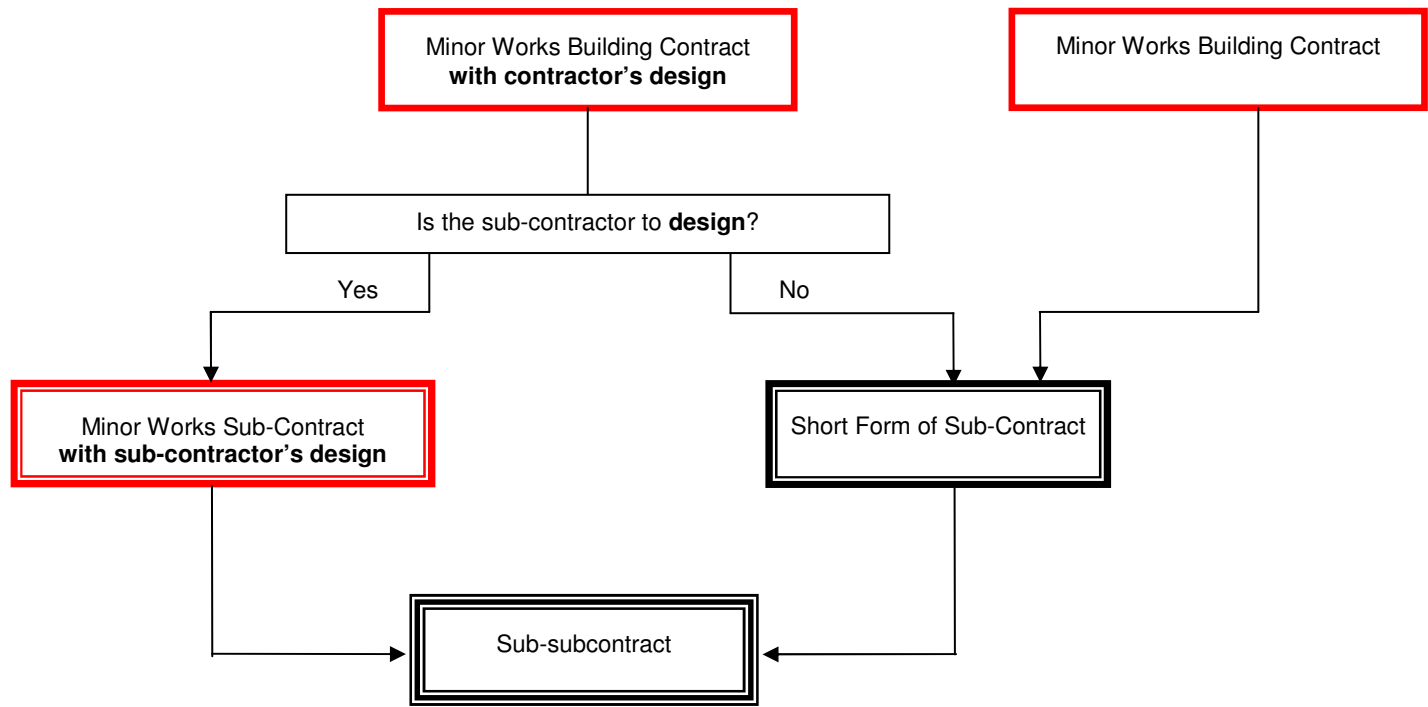 Minor Works Building Contract
with contractor's design
Minor Works Building Contract
Is the sub-contractor to design?
Yes
No
Minor Works Sub-Contract
with sub-contractor's design
Short Form of Sub-Contract
Sub-subcontract